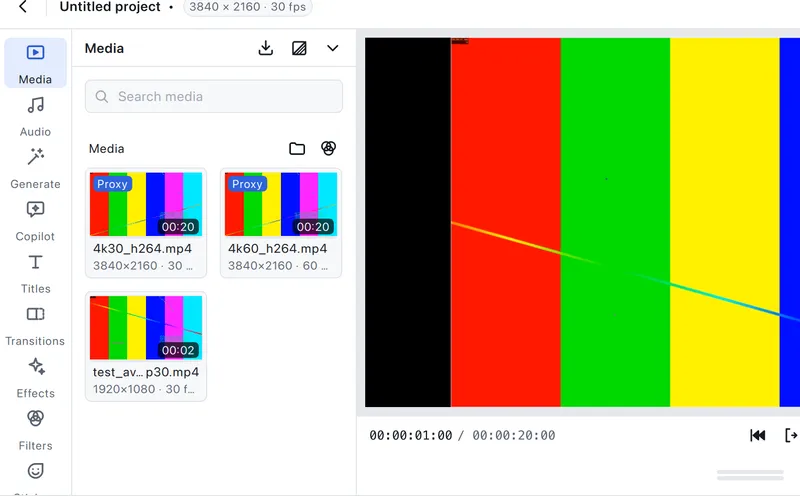 Untitled project • 3840 × 2160 · 30 fps
Media
Audio
Generate
Copilot
Titles
Transitions
Effects
Filters
Media
Search media
Media
Proxy
00:20
4k30_h264.mp4
3840×2160 · 30 ...
Proxy
00:20
4k60_h264.mp4
3840×2160 · 60 ...
00:02
test_av...p30.mp4
1920×1080 · 30 f...
00:00:01:00 / 00:00:20:00